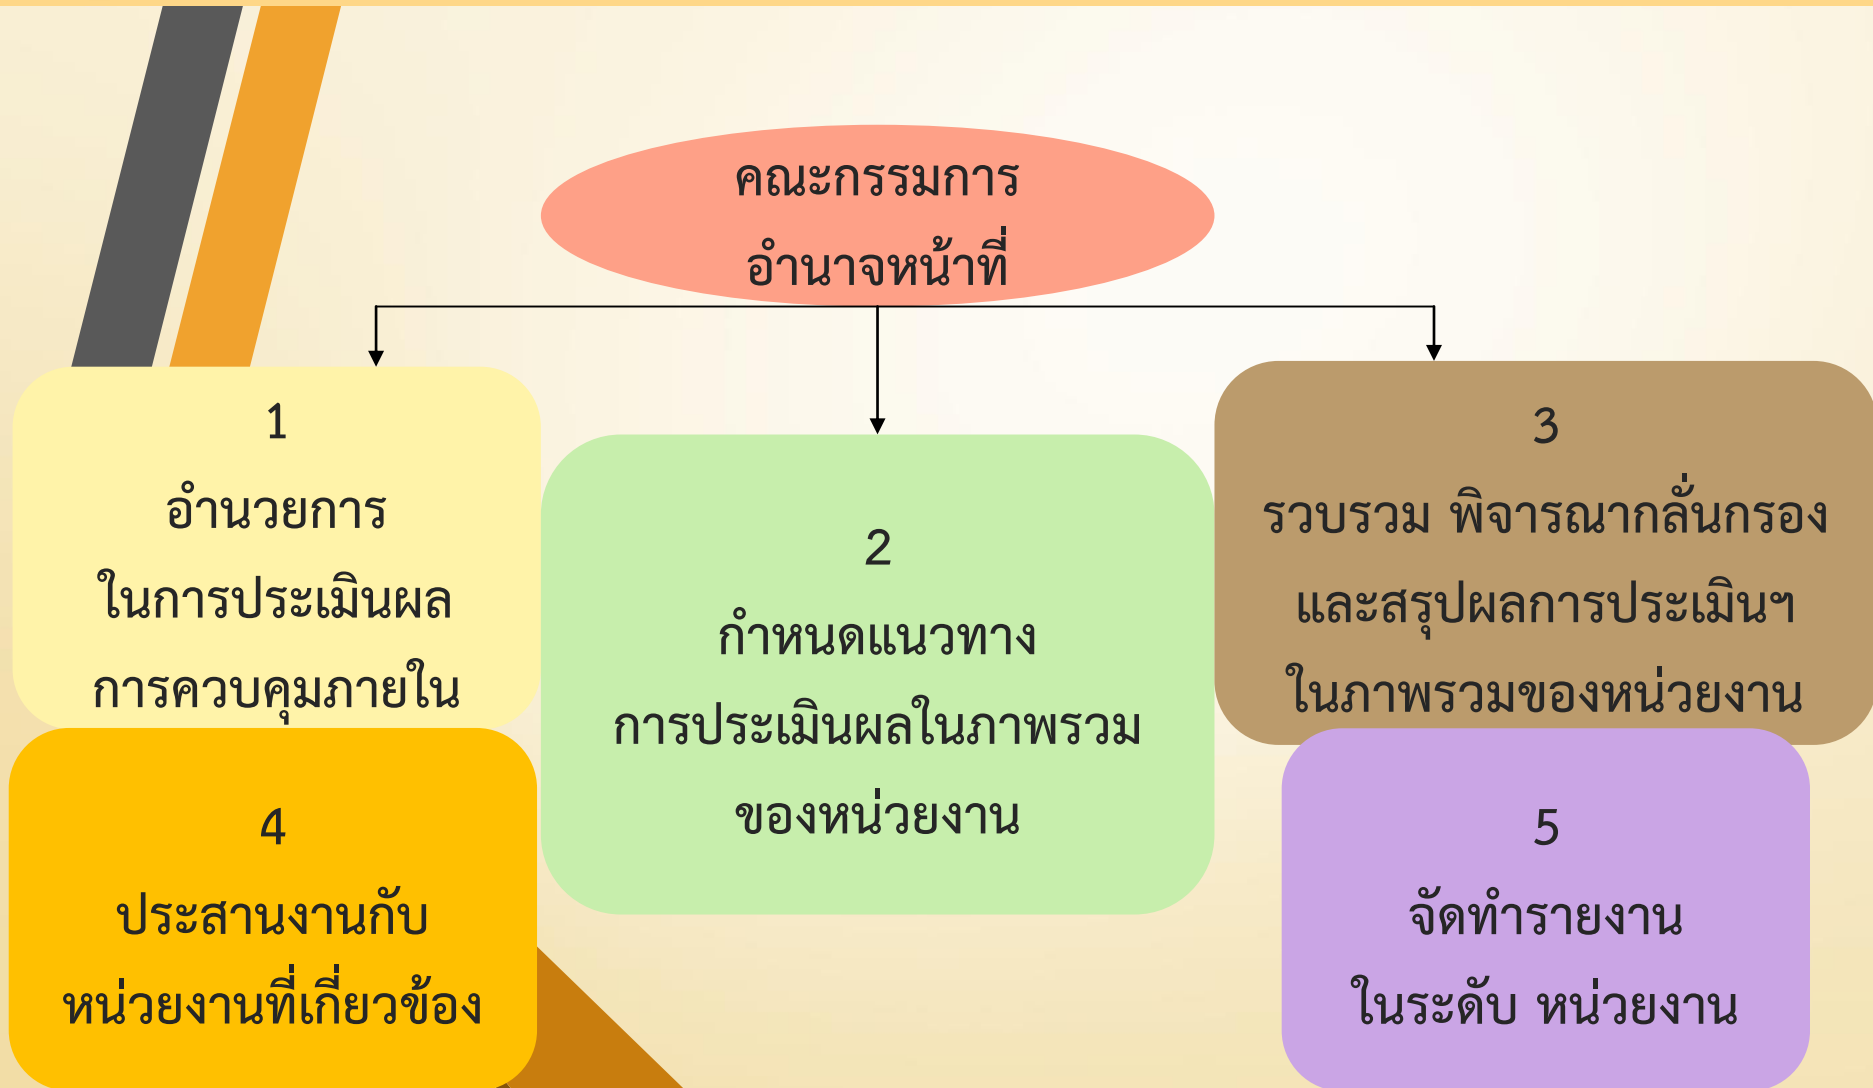 คณะกรรมการ
อำนาจหน้าที่
1
อำนวยการ
ในการประเมินผล
การควบคุมภายใน
2
กำหนดแนวทาง
การประเมินผลในภาพรวม
ของหน่วยงาน
3
รวบรวม พิจารณากลั่นกรอง
และสรุปผลการประเมินฯ
ในภาพรวมของหน่วยงาน
4
ประสานงานกับ
หน่วยงานที่เกี่ยวข้อง
5
จัดทำรายงาน
ในระดับ หน่วยงาน